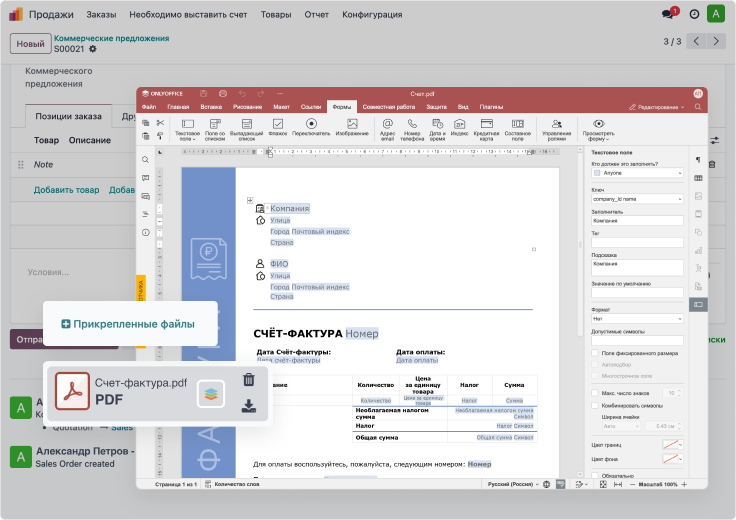 Продажи Заказы Необходимо выставить счет Товары Отчет Конфигурация 1 A
Новый Коммерческие предложения
S00021
3 / 3
Коммерческого
предложения
Позиции заказа
Товар Описание
Note
Добавить товар
Условия...
ONLYOFFICE Счет.pdf
Файл Главная Вставка Рисование Макет Ссылки Формы Совместная работа Защита Вид Плагины Редактирование
Текстовое поле
Поле со списком
Выпадающий список
Флажок
Переключатель
Изображение
Адрес email
Номер телефона
Дата и время
Индекс
Кредитная карта
Составное поле
Управление ролями
Просмотреть форму
Компания
Улица
Город Почтовый индекс
Страна
ФИО
Улица
Город Почтовый индекс
Страна
СЧЁТ-ФАКТУРА Номер
Дата Счёт-фактуры: Дата оплаты:
Дата счёт-фактуры Дата оплаты
Количество Цена за единицу товара Налог Сумма
Количество Цена за единицу товара Налог Сумма
Необлагаемая налогом сумма Необлагаемая налогом сумма Символ
Налог Налог Символ
Общая сумма Общая сумма Символ
Для оплаты воспользуйтесь, пожалуйста, следующим номером: Номер
Текстовое поле
Кто должен это заполнять?
Anyone
Ключ
company_id name
Заполнитель
Компания
Тег
Подсказка
Компания
Значение по умолчанию
Формат
Нет
Допустимые символы
Поле фиксированного размера
Автоподбор
Многострочное поле
Макс. число знаков 10
Комбинировать символы
Ширина ячейки
Авто 0.43 см
Цвет границ
Цвет фона
Обязательно
Страница 1 из 1 Количество слов Русский (Россия) Масштаб 100%
Прикрепленные файлы
Счет-фактура.pdf
PDF
A
Quotation → Sales
A Александр Петров -
Sales Order created